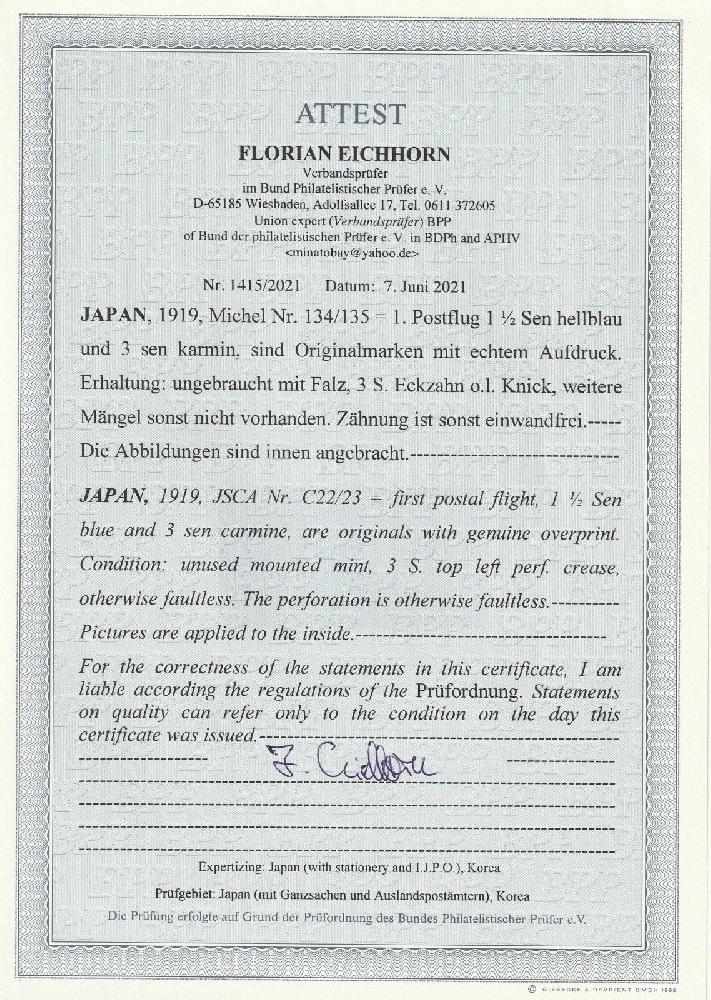 ATTEST
FLORIAN EICHHORN
Verbandsprüfer
im Bund Philatelistischer Prüfer e. V.
D-65185 Wiesbaden, Adolfsallee 17, Tel. 0611 372605
Union expert (Verbandsprüfer) BPP
of Bund der philatelistischen Prüfer e. V. in BDPh and APHV
<minatobay@yahoo.de>
Nr. 1415/2021 Datum: 7. Juni 2021
JAPAN, 1919, Michel Nr. 134/135 = 1. Postflug 1 ½ Sen hellblau
und 3 sen karmin, sind Originalmarken mit echtem Aufdruck.
Erhaltung: ungebraucht mit Falz, 3 S. Eckzahn o.l. Knick, weitere
Mängel sonst nicht vorhanden. Zähnung ist sonst einwandfrei.-----
Die Abbildungen sind innen angebracht.-------------------------------
JAPAN, 1919, JSCA Nr. C22/23 = first postal flight, 1 ½ Sen
blue and 3 sen carmine, are originals with genuine overprint.
Condition: unused mounted mint, 3 S. top left perf. crease,
otherwise faultless. The perforation is otherwise faultless.----------
Pictures are applied to the inside.-------------------------------------
For the correctness of the statements in this certificate, I am
liable according the regulations of the Prüfordnung. Statements
on quality can refer only to the condition on the day this
certificate was issued.----------------------------------------------------
F. Eichhorn
Expertizing: Japan (with stationery and I.J.P.O.), Korea
Prüfgebiet: Japan (mit Ganzsachen und Auslandspostämtern), Korea
Die Prüfung erfolgte auf Grund der Prüfordnung des Bundes Philatelistischer Prüfer e.V.
© GIESECKE & DEVRIENT GMBH 1992